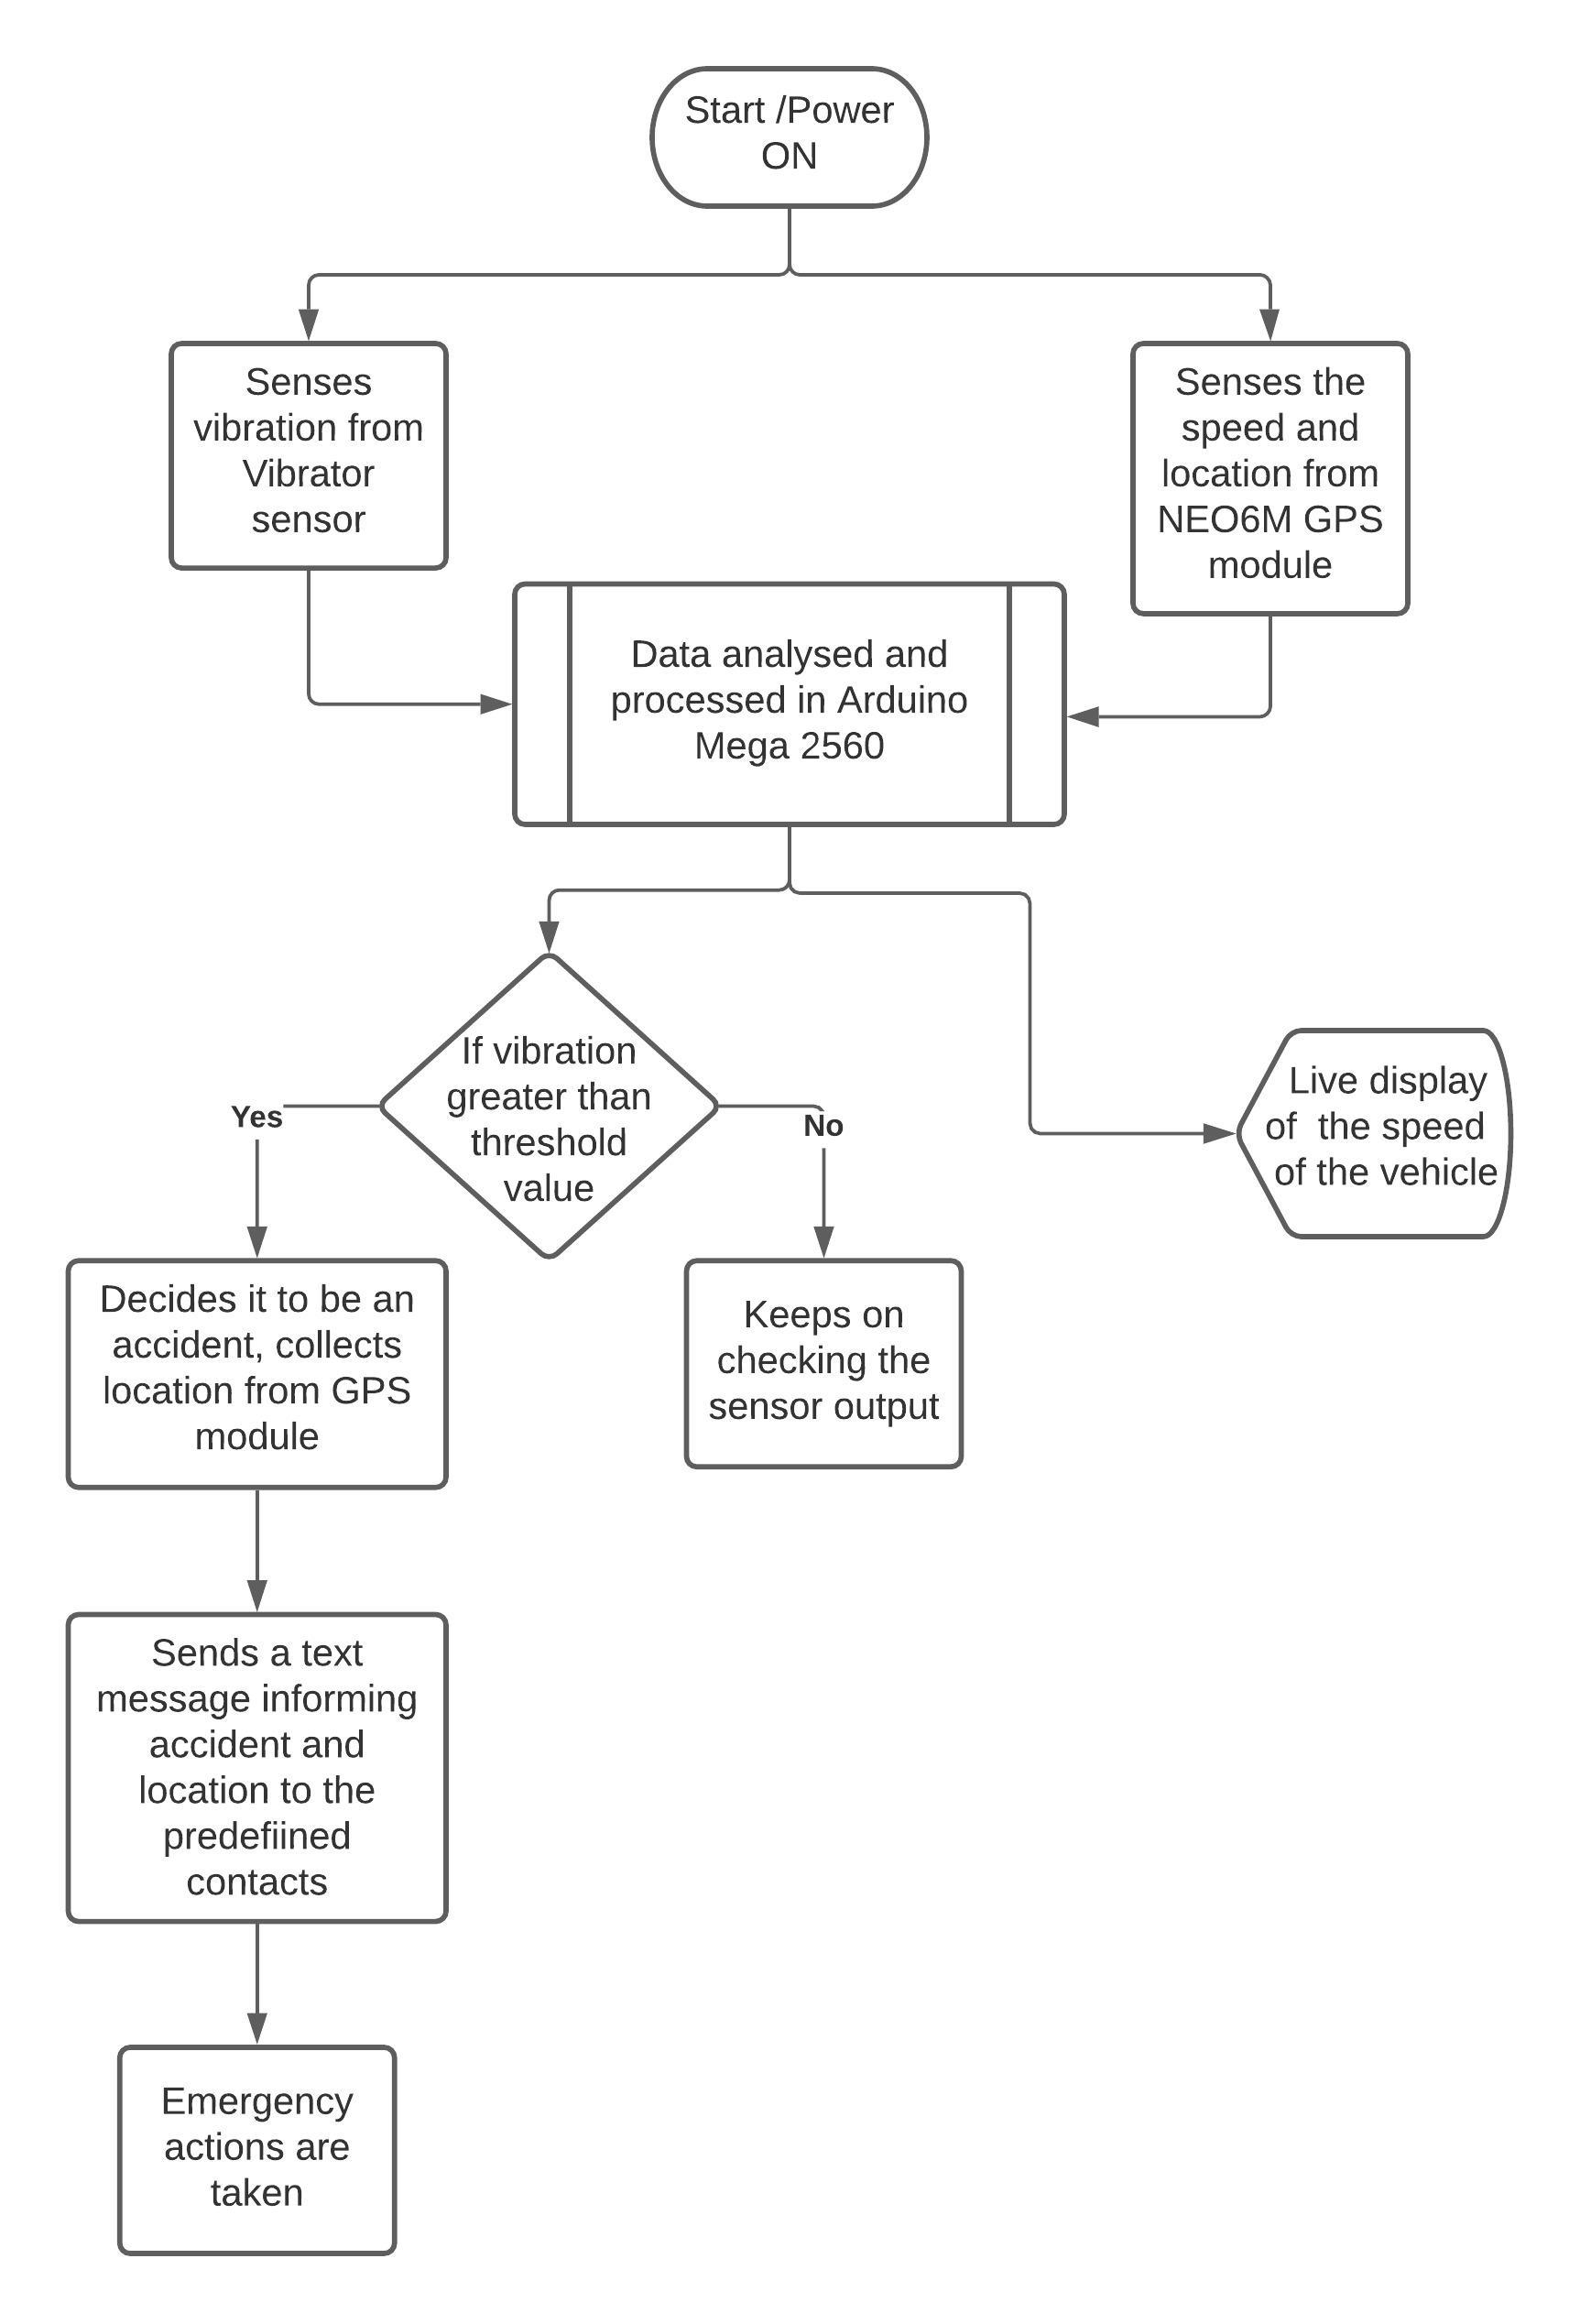 Start /Power
ON
Senses
vibration from
Vibrator
sensor
Senses the
speed and
location from
NEO6M GPS
module
Data analysed and
processed in Arduino
Mega 2560
If vibration
greater than
threshold
value
Yes
No
Live display
of  the speed
of the vehicle
Decides it to be an
accident, collects
location from GPS
module
Keeps on
checking the
sensor output
Sends a text
message informing
accident and
location to the
predefiined
contacts
Emergency
actions are
taken